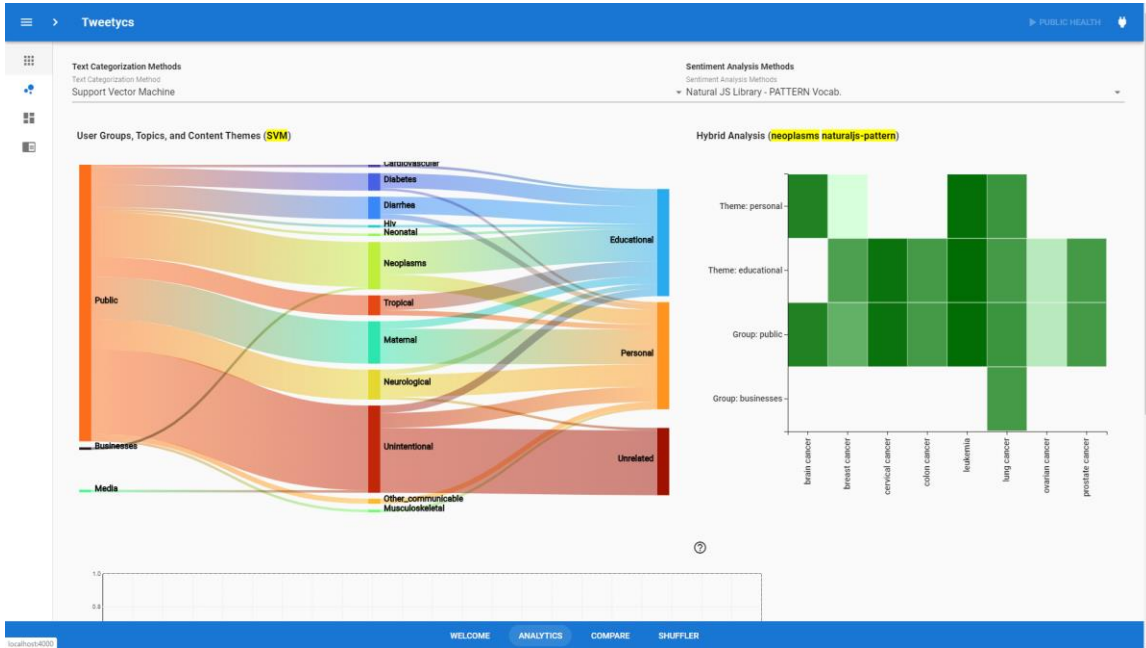 Tweetycs
PUBLIC HEALTH
Text Categorization Methods
Text Categorization Method
Support Vector Machine
Sentiment Analysis Methods
Sentiment Analysis Methods
Natural JS Library - PATTERN Vocab.
User Groups, Topics, and Content Themes (SVM)
Public
Businesses
Media
Cardiovascular
Diabetes
Diarrhea
Hiv
Neonatal
Neoplasms
Tropical
Maternal
Neurological
Unintentional
Other_communicable
Musculoskeletal
Educational
Personal
Unrelated
Hybrid Analysis (neoplasms naturaljs-pattern)
Theme: personal
Theme: educational
Group: public
Group: businesses
brain cancer
breast cancer
cervical cancer
colon cancer
leukemia
lung cancer
ovarian cancer
prostate cancer
1.0
0.8
WELCOME
ANALYTICS
COMPARE
SHUFFLER
localhost:4000